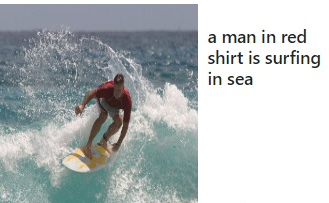 a man in red
shirt is surfing
in sea